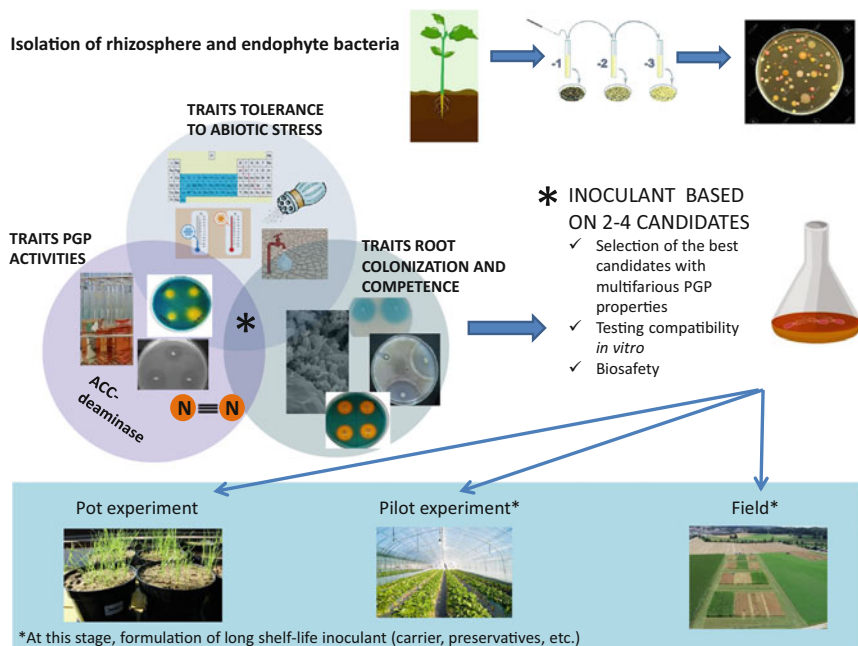 Isolation of rhizosphere and endophyte bacteria
-1 -2 -3
TRAITS TOLERANCE
TO ABIOTIC STRESS
TRAITS PGP
ACTIVITIES
TRAITS ROOT
COLONIZATION AND
COMPETENCE
*
ACC-
deaminase
N N
* INOCULANT BASED
ON 2-4 CANDIDATES
✓ Selection of the best
candidates with
multifarious PGP
properties
✓ Testing compatibility
in vitro
✓ Biosafety
Pot experiment
Pilot experiment*
Field*
*At this stage, formulation of long shelf-life inoculant (carrier, preservatives, etc.)